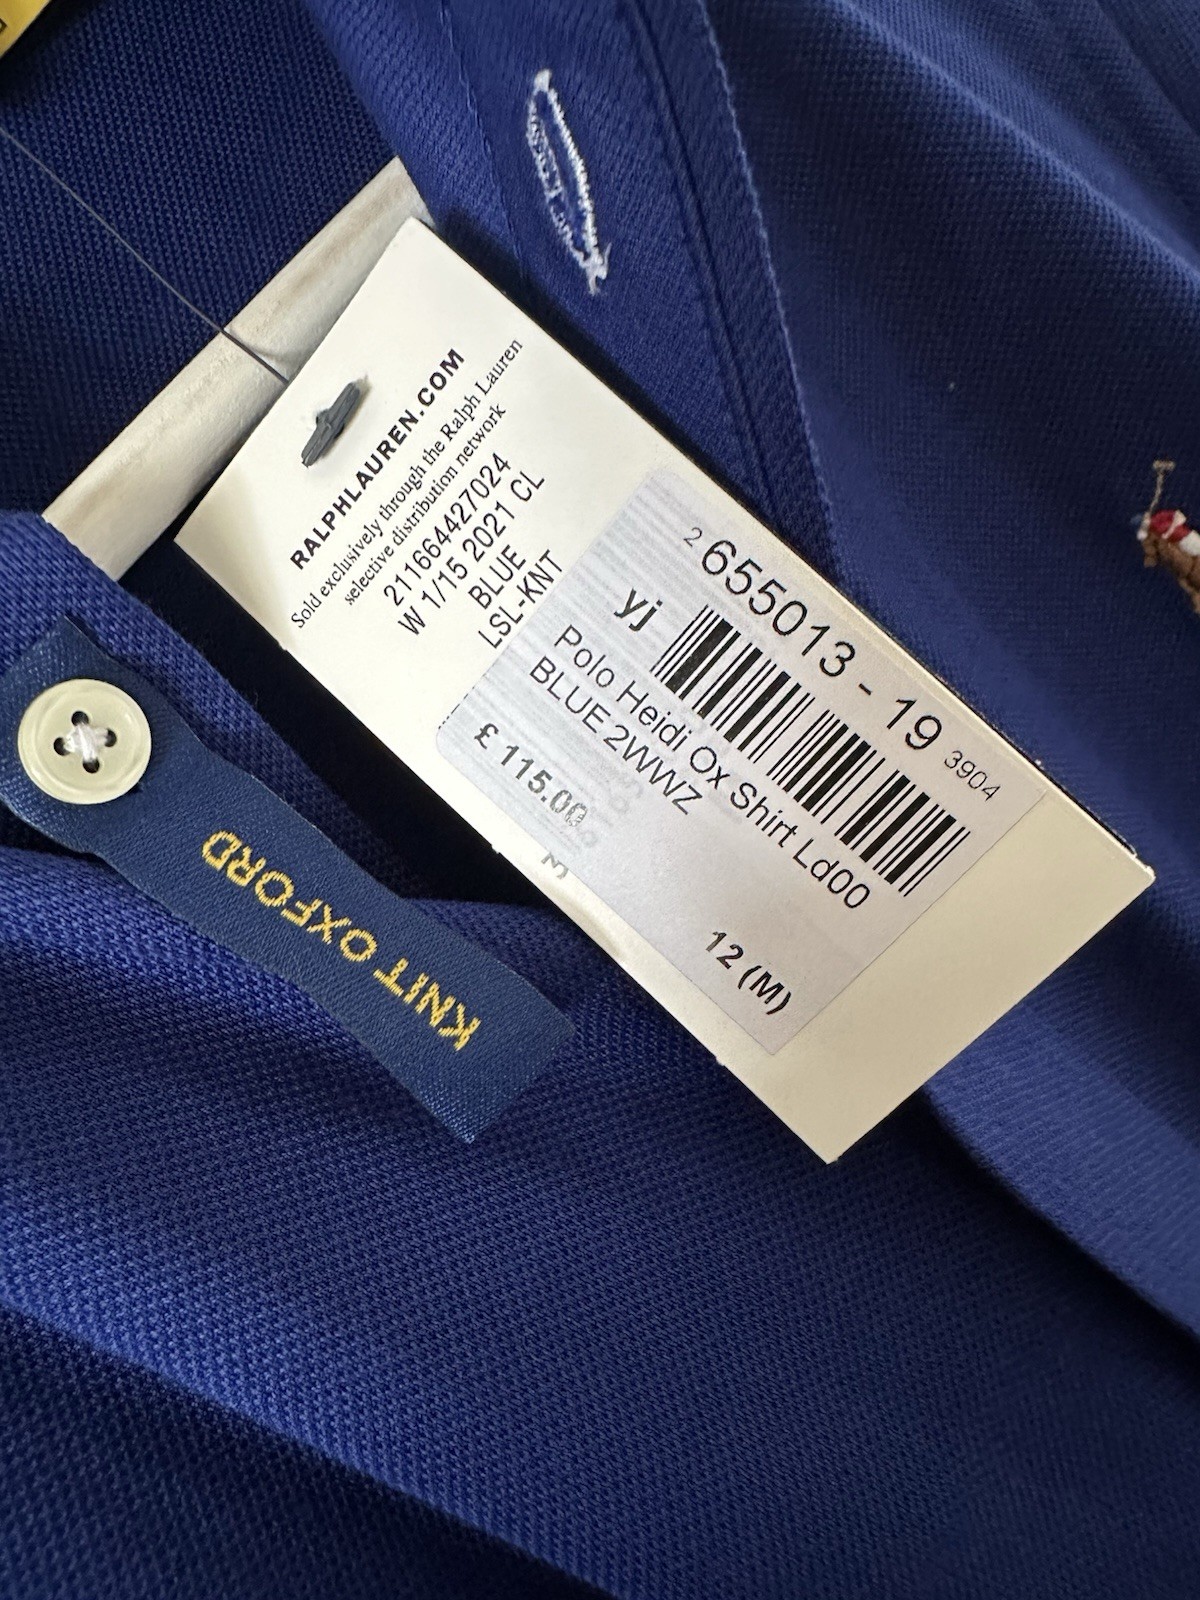 RALPHLAUREN.COM
Sold exclusively through the Ralph Lauren
selective distribution network
211664427024
W 1/15 2021 CL
BLUE
LSL-KNT
2 655013 - 19 3904
yj
Polo Heidi Ox Shirt Ld00
BLUE 2WWZ
£ 115.00
M
12 (M)
KNIT OXFORD